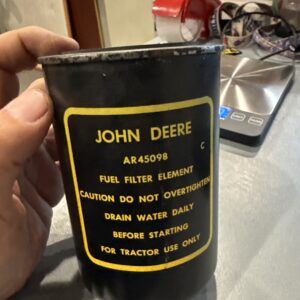 JOHN DEERE
AR45098
C
FUEL FILTER ELEMENT
CAUTION DO NOT OVERTIGHTEN
DRAIN WATER DAILY
BEFORE STARTING
FOR TRACTOR USE ONLY